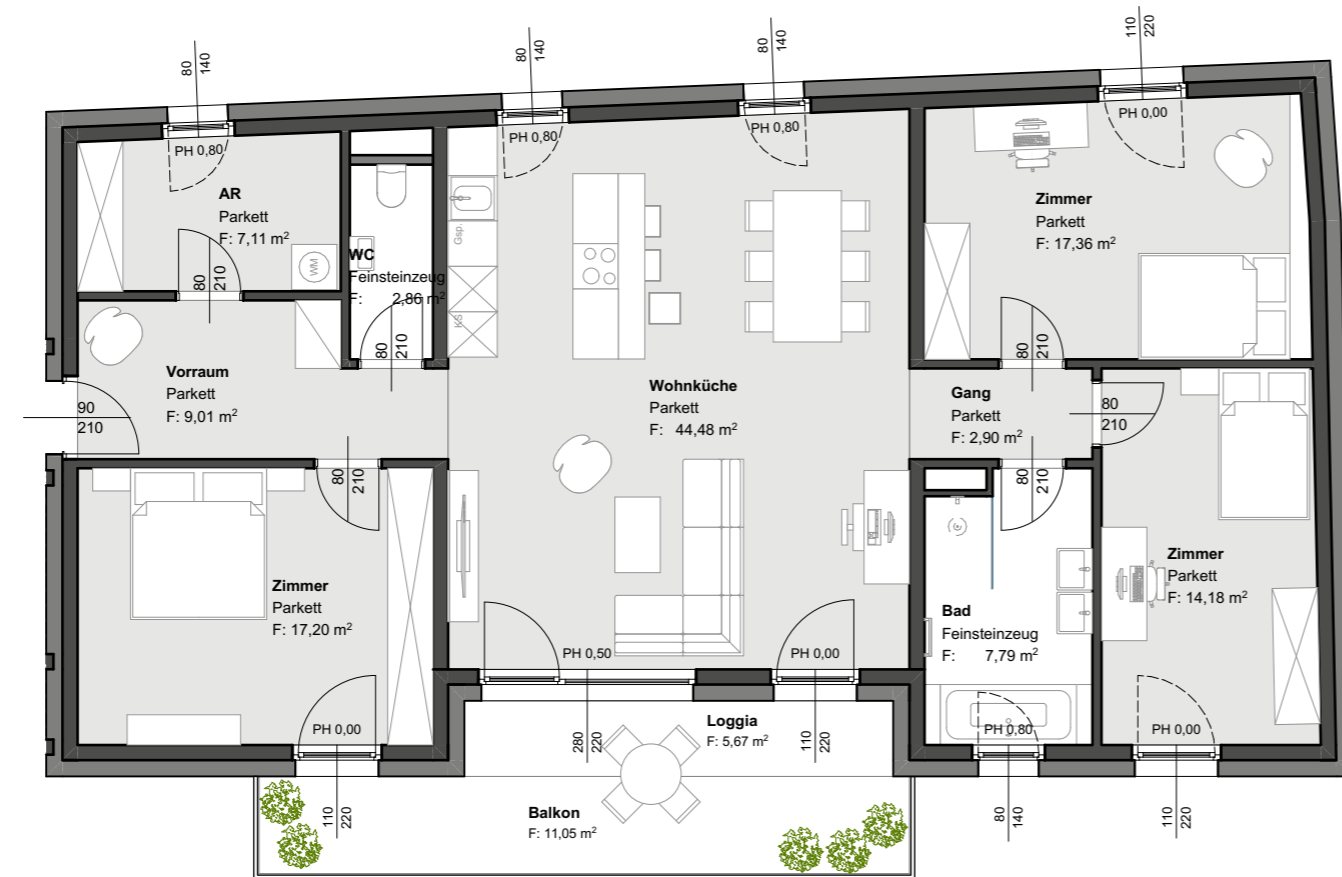 80
140
80
140
80
140
110
220
PH 0,80
PH 0,80
PH 0,80
PH 0,00
AR
Parkett
F: 7,11 m²
WM
80
210
WC
Feinsteinzeug
F: 2,86 m²
80
210
Gsp.
KS
Zimmer
Parkett
F: 17,36 m²
80
210
Vorraum
Parkett
F: 9,01 m²
90
210
80
210
Wohnküche
Parkett
F: 44,48 m²
Gang
Parkett
F: 2,90 m²
80
210
80
210
Zimmer
Parkett
F: 17,20 m²
PH 0,00
110
220
PH 0,50
280
220
PH 0,00
110
220
Bad
Feinsteinzeug
F: 7,79 m²
PH 0,80
80
140
Zimmer
Parkett
F: 14,18 m²
PH 0,00
110
220
Loggia
F: 5,67 m²
Balkon
F: 11,05 m²